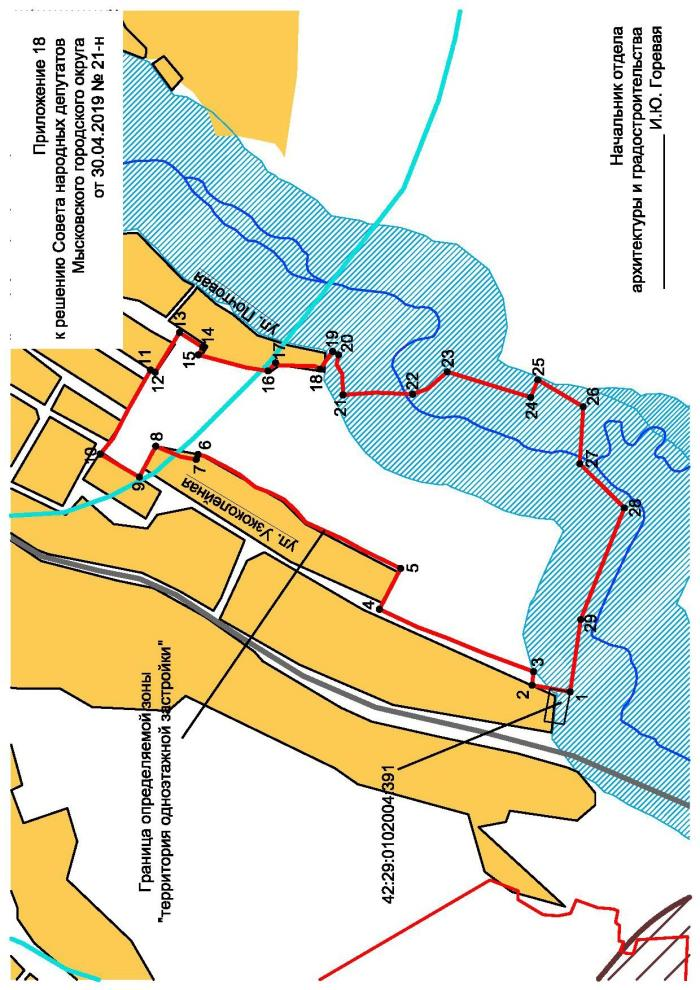 Приложение 18
к решению Совета народных депутатов
Мысковского городского округа
от 30.04.2019 № 21-н
Граница определяемой зоны
"территория одноэтажной застройки"
42:29:0102004:391
ул. Узкоколейная
ул. Почтовая
1
2
3
4
5
6
7
8
9
10
11
12
13
14
15
16
17
18
19
20
21
22
23
24
25
26
27
28
29
Начальник отдела
архитектуры и градостроительства
И.Ю. Горевая